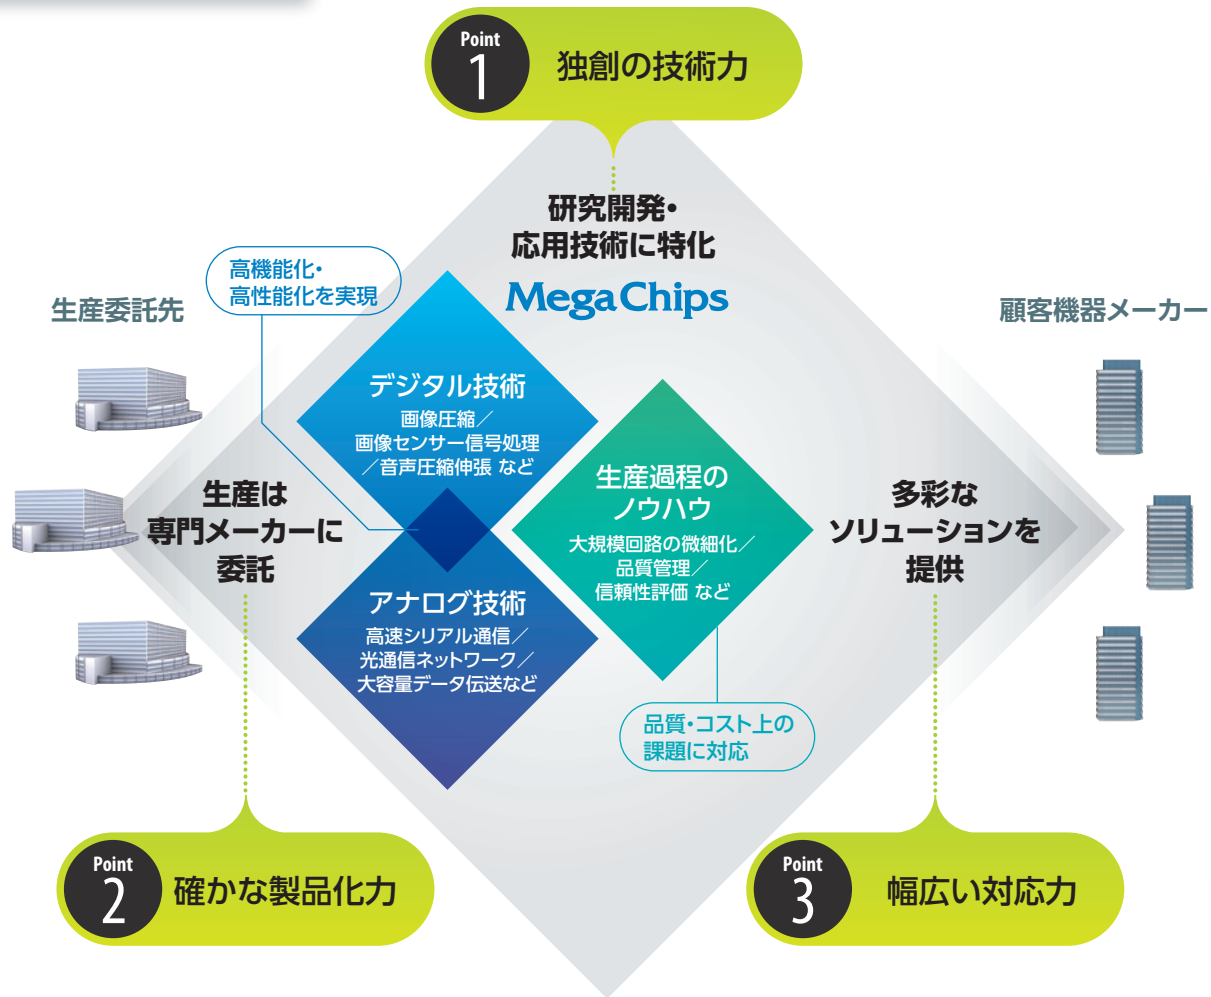 Point
1
独創の技術力
研究開発・
応用技術に特化
MegaChips
高機能化・
高性能化を実現
生産委託先
顧客機器メーカー
デジタル技術
画像圧縮／
画像センサー信号処理
／音声圧縮伸張 など
生産過程の
ノウハウ
大規模回路の微細化／
品質管理／
信頼性評価 など
生産は
専門メーカーに
委託
多彩な
ソリューションを
提供
アナログ技術
高速シリアル通信／
光通信ネットワーク／
大容量データ伝送など
品質・コスト上の
課題に対応
Point
2
確かな製品化力
Point
3
幅広い対応力